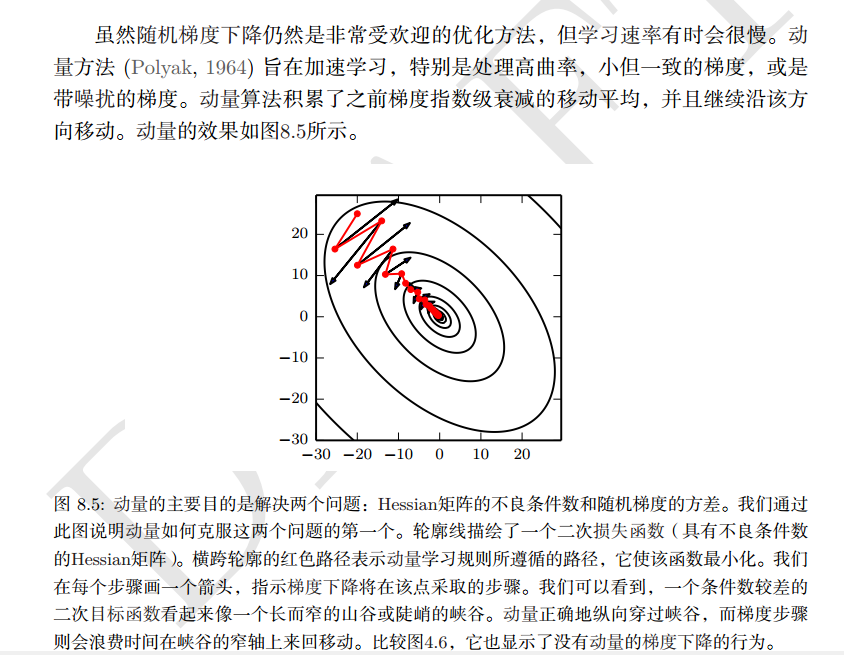 虽然随机梯度下降仍然是非常受欢迎的优化方法，但学习速率有时会很慢。动
量方法 (Polyak, 1964) 旨在加速学习，特别是处理高曲率，小但一致的梯度，或是
带噪扰的梯度。动量算法积累了之前梯度指数级衰减的移动平均，并且继续沿该方
向移动。动量的效果如图8.5所示。
20
10
0
−10
−20
−30
−30 −20 −10 0 10 20
图 8.5: 动量的主要目的是解决两个问题：Hessian矩阵的不良条件数和随机梯度的方差。我们通过
此图说明动量如何克服这两个问题的第一个。轮廓线描绘了一个二次损失函数（具有不良条件数
的Hessian矩阵）。横跨轮廓的红色路径表示动量学习规则所遵循的路径，它使该函数最小化。我们
在每个步骤画一个箭头，指示梯度下降将在该点采取的步骤。我们可以看到，一个条件数较差的
二次目标函数看起来像一个长而窄的山谷或陡峭的峡谷。动量正确地纵向穿过峡谷，而梯度步骤
则会浪费时间在峡谷的窄轴上来回移动。比较图4.6，它也显示了没有动量的梯度下降的行为。